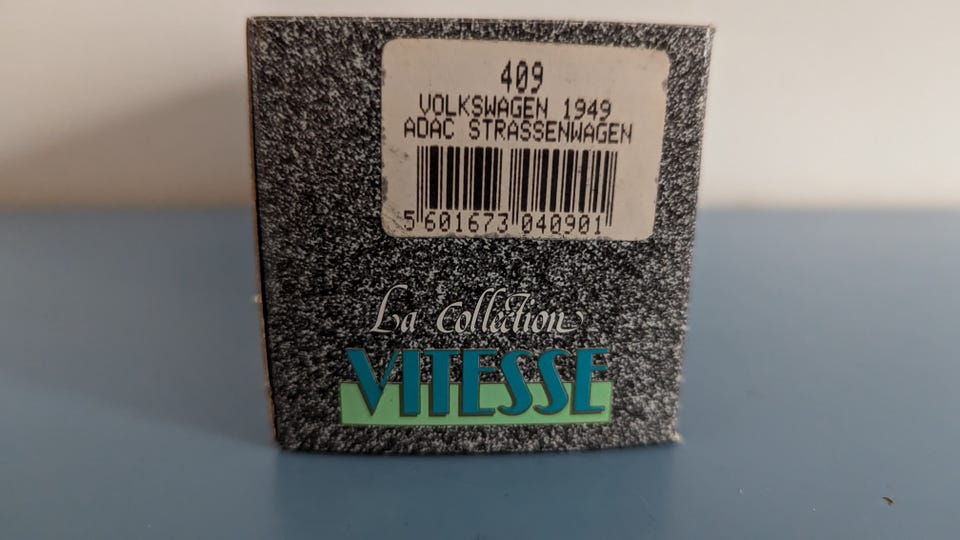 409
VOLKSWAGEN 1949
ADAC STRASSENWAGEN
5 601673 040901
La Collection
VITESSE